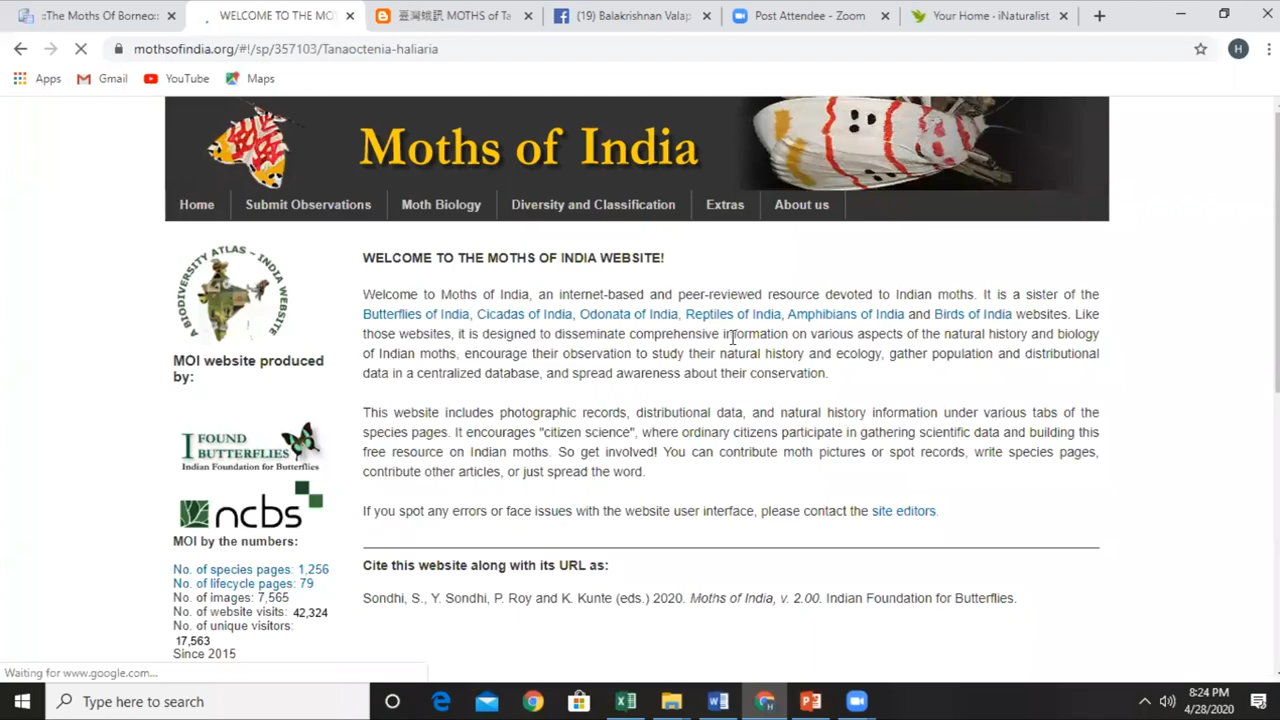 ::The Moths Of Borneo::
WELCOME TO THE MOT
臺灣蛾訊 MOTHS of Ta
(19) Balakrishnan Valap
Post Attendee - Zoom
Your Home · iNaturalist
mothsofindia.org/#!/sp/357103/Tanaoctenia-haliaria
H
Apps
Gmail
YouTube
Maps
Moths of India
Home
Submit Observations
Moth Biology
Diversity and Classification
Extras
About us
BIODIVERSITY ATLAS - INDIA WEBSITE
MOI website produced
by:
I FOUND
BUTTERFLIES
Indian Foundation for Butterflies
ncbs
MOI by the numbers:
No. of species pages: 1,256
No. of lifecycle pages: 79
No. of images: 7,565
No. of website visits: 42,324
No. of unique visitors:
17,563
Since 2015
WELCOME TO THE MOTHS OF INDIA WEBSITE!
Welcome to Moths of India, an internet-based and peer-reviewed resource devoted to Indian moths. It is a sister of the
Butterflies of India, Cicadas of India, Odonata of India, Reptiles of India, Amphibians of India and Birds of India websites. Like
those websites, it is designed to disseminate comprehensive information on various aspects of the natural history and biology
of Indian moths, encourage their observation to study their natural history and ecology, gather population and distributional
data in a centralized database, and spread awareness about their conservation.
This website includes photographic records, distributional data, and natural history information under various tabs of the
species pages. It encourages "citizen science", where ordinary citizens participate in gathering scientific data and building this
free resource on Indian moths. So get involved! You can contribute moth pictures or spot records, write species pages,
contribute other articles, or just spread the word.
If you spot any errors or face issues with the website user interface, please contact the site editors.
Cite this website along with its URL as:
Sondhi, S., Y. Sondhi, P. Roy and K. Kunte (eds.) 2020. Moths of India, v. 2.00. Indian Foundation for Butterflies.
Waiting for www.google.com...
Type here to search
8:24 PM
4/28/2020